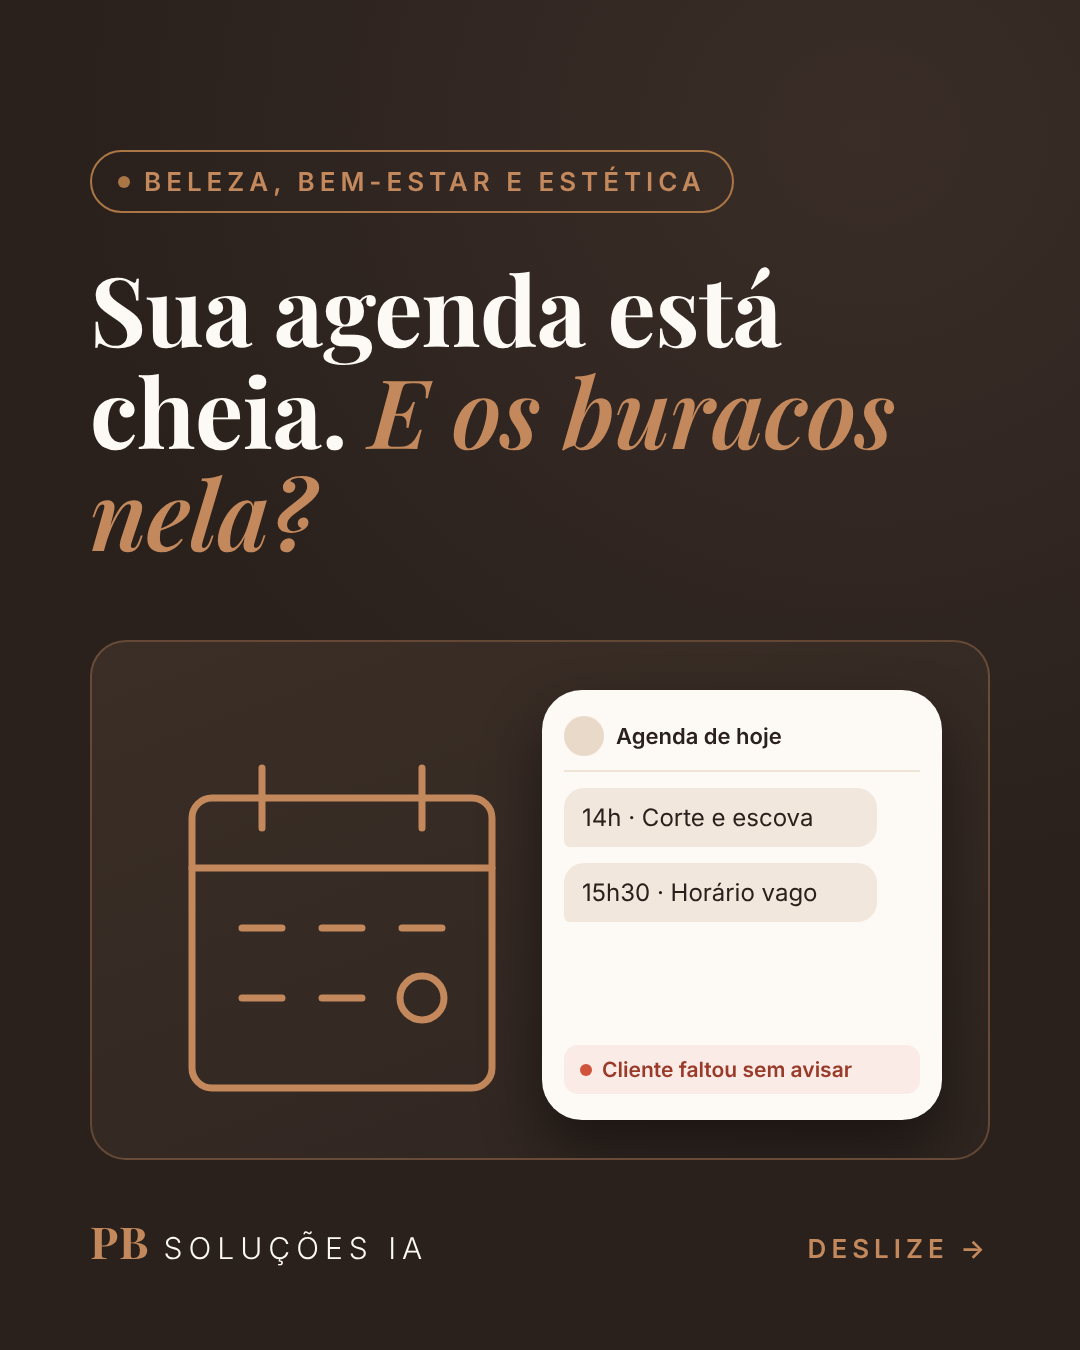 BELEZA, BEM-ESTAR E ESTÉTICA
Sua agenda está
cheia. E os buracos
nela?
Agenda de hoje
14h · Corte e escova
15h30 · Horário vago
Cliente faltou sem avisar
PB SOLUÇÕES IA
DESLIZE →